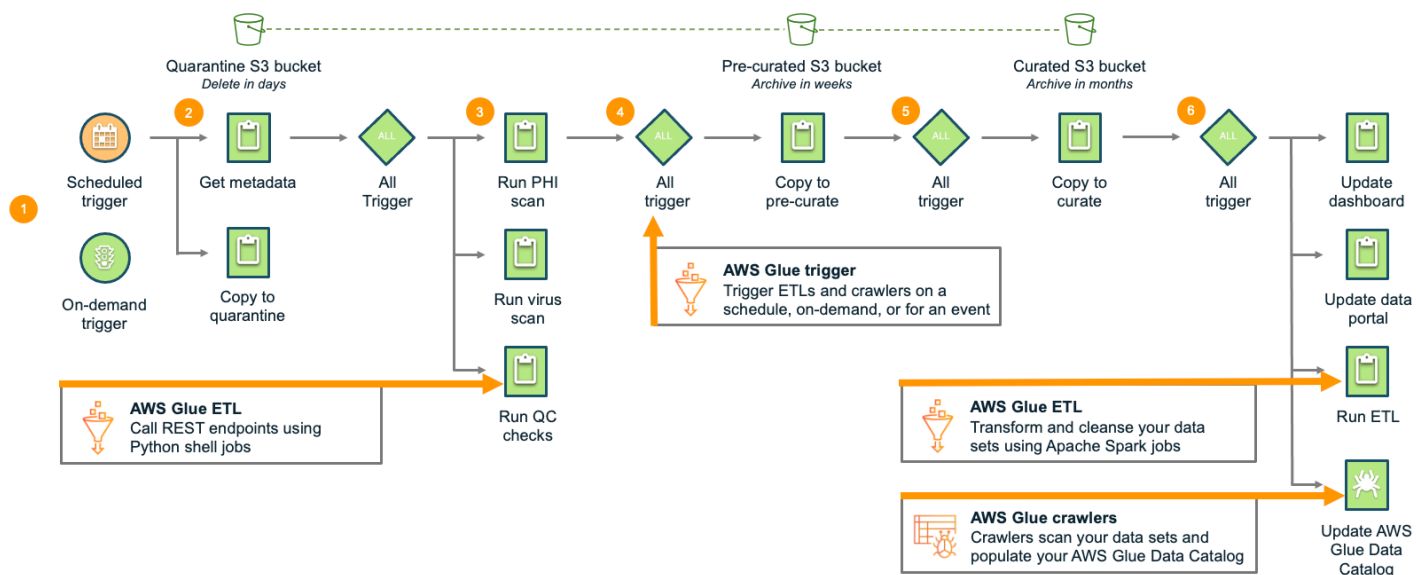 Quarantine S3 bucket
Delete in days
Pre-curated S3 bucket
Archive in weeks
Curated S3 bucket
Archive in months
1
2
3
4
5
6
Scheduled
trigger
On-demand
trigger
Get metadata
Copy to
quarantine
ALL
All
Trigger
Run PHI
scan
Run virus
scan
Run QC
checks
ALL
All
trigger
Copy to
pre-curate
ALL
All
trigger
Copy to
curate
ALL
All
trigger
Update
dashboard
Update data
portal
Run ETL
Update AWS
Glue Data
Catalog
AWS Glue trigger
Trigger ETLs and crawlers on a
schedule, on-demand, or for an event
AWS Glue ETL
Call REST endpoints using
Python shell jobs
AWS Glue ETL
Transform and cleanse your data
sets using Apache Spark jobs
AWS Glue crawlers
Crawlers scan your data sets and
populate your AWS Glue Data Catalog